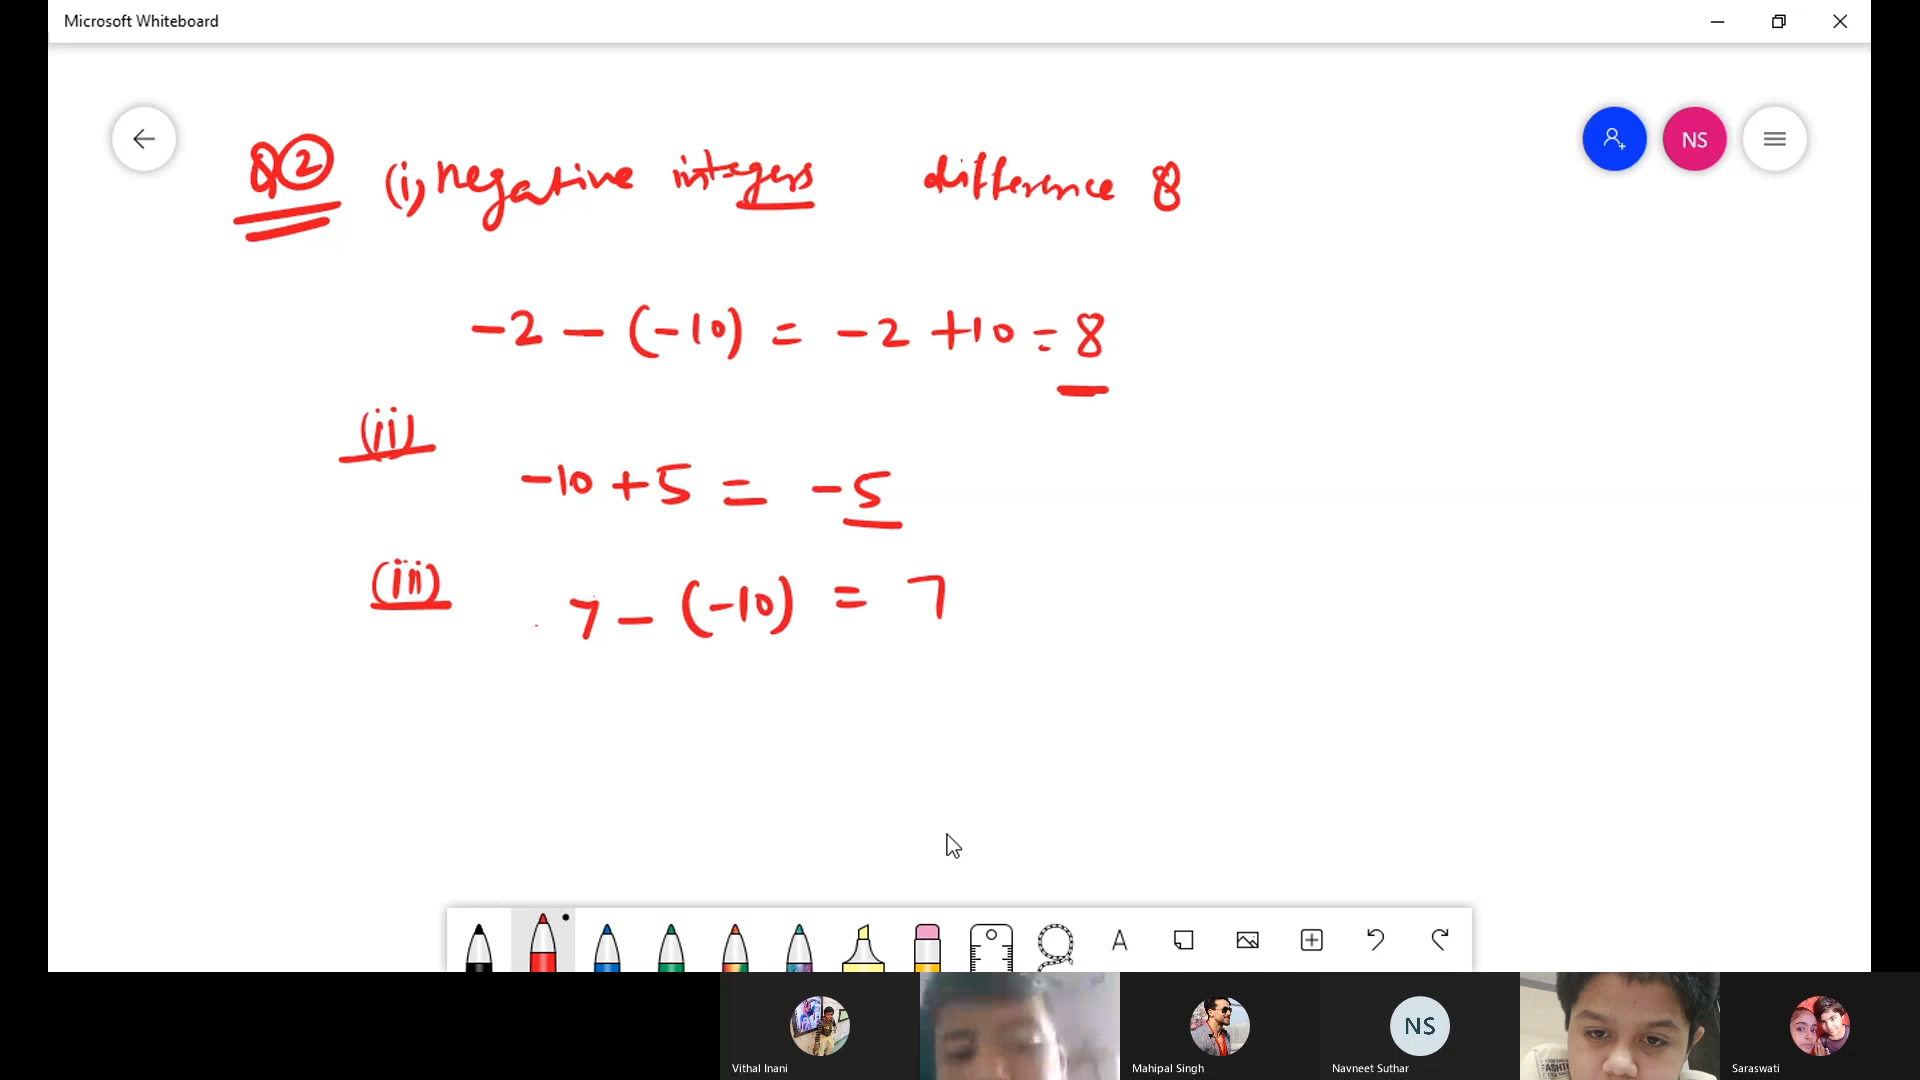 Microsoft Whiteboard
NS
Q2 (i) negative integers difference 8
-2 - (-10) = -2 +10 = 8
(ii)
-10 + 5 = -5
(iii)
7 - (-10) = 7
A
NS
Vithal Inani
Mahipal Singh
Navneet Suthar
Saraswati